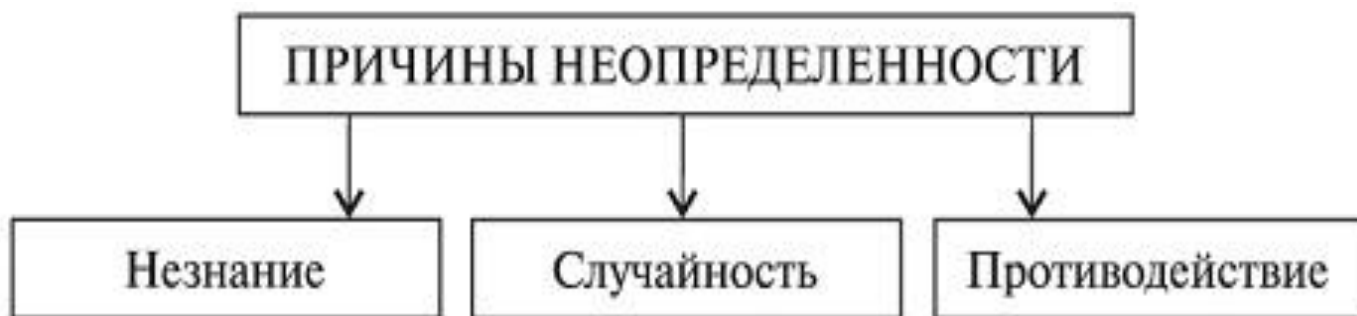 ПРИЧИНЫ НЕОПРЕДЕЛЕННОСТИ
Незнание
Случайность
Противодействие